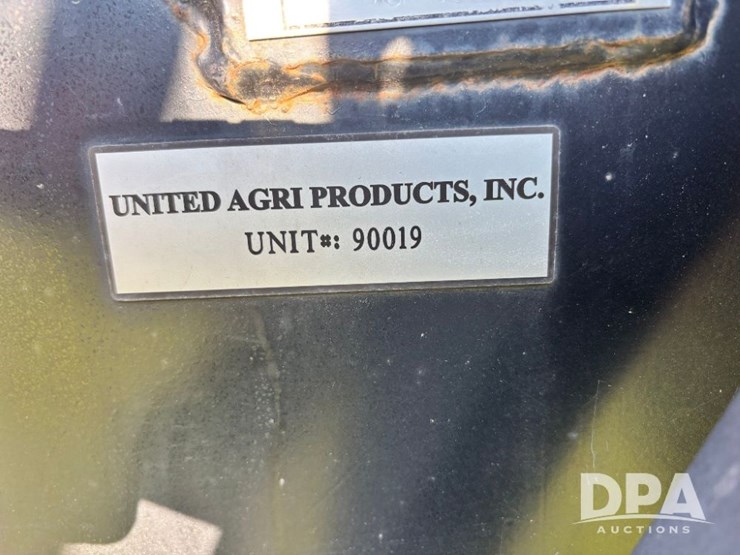 UNITED AGRI PRODUCTS, INC.
UNIT#: 90019
DPA
AUCTIONS